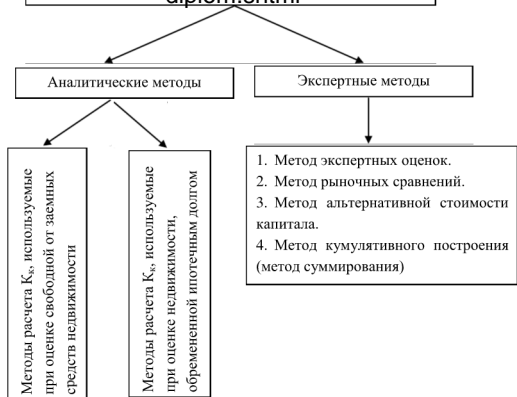 diplom.shtml
Аналитические методы
Экспертные методы
Методы расчета Кк, используемые
при оценке свободной от заемных
средств недвижимости
Методы расчета Кк, используемые
при оценке недвижимости,
обремененной ипотечным долгом
1. Метод экспертных оценок.
2. Метод рыночных сравнений.
3. Метод альтернативной стоимости
капитала.
4. Метод кумулятивного построения
(метод суммирования)